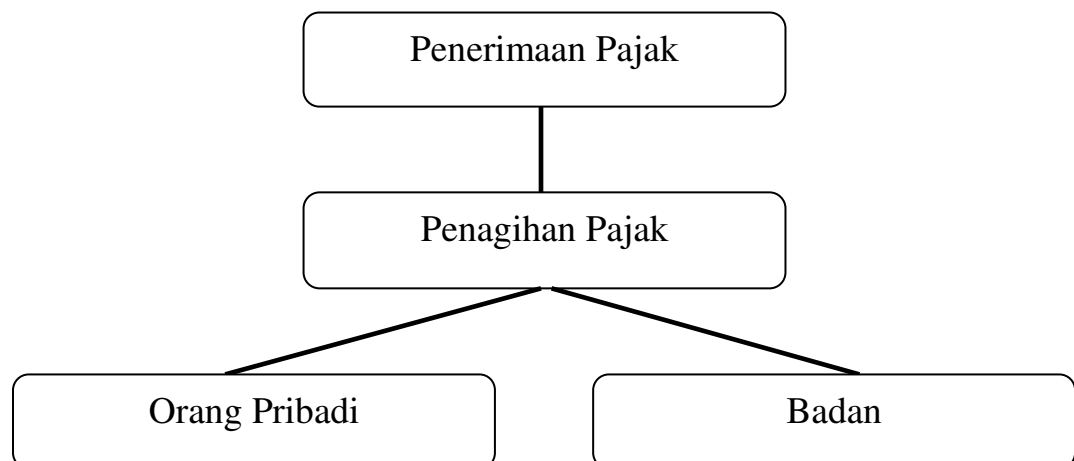 Penerimaan Pajak
Penagihan Pajak
Orang Pribadi
Badan